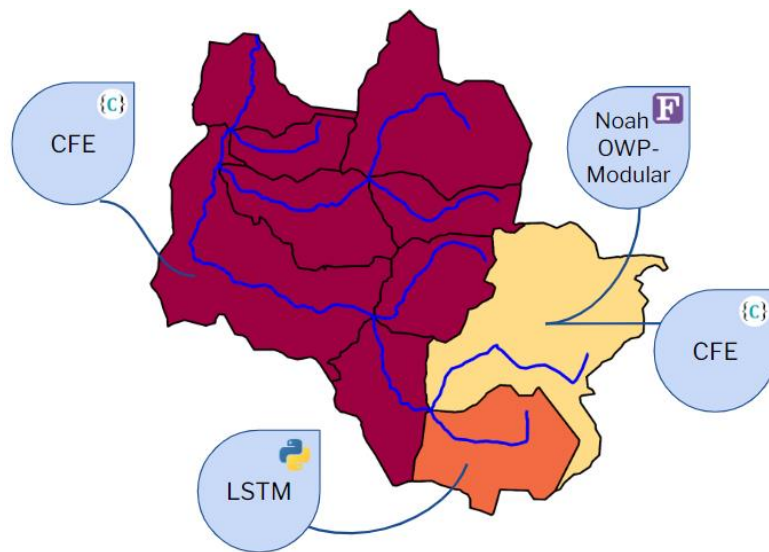 {C}
CFE
F
Noah
OWP-
Modular
{C}
CFE
LSTM